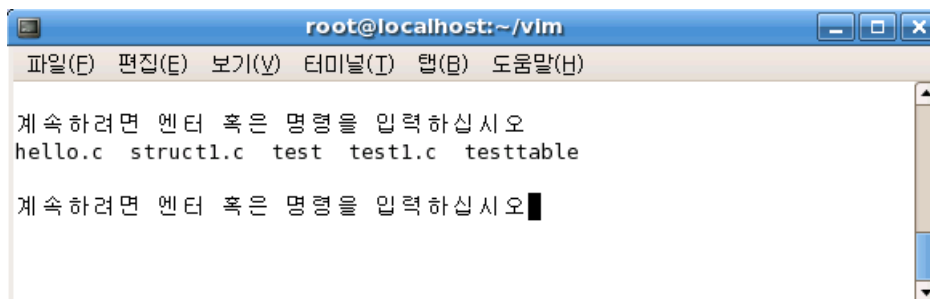 root@localhost:~/vim
파일(F) 편집(E) 보기(V) 터미널(T) 탭(B) 도움말(H)
계속하려면 엔터 혹은 명령을 입력하십시오
hello.c struct1.c test test1.c testtable
계속하려면 엔터 혹은 명령을 입력하십시오